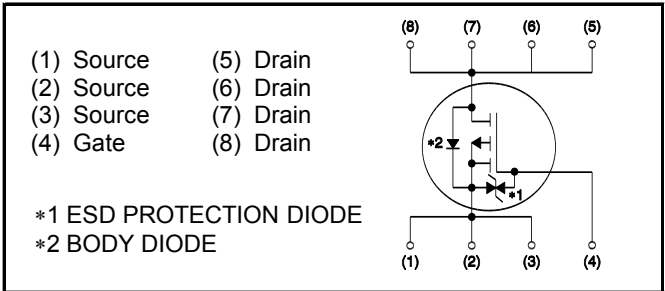 (1) Source (5) Drain
(2) Source (6) Drain
(3) Source (7) Drain
(4) Gate (8) Drain
∗1 ESD PROTECTION DIODE
∗2 BODY DIODE
(8) (7) (6) (5)
∗2
∗1
(1) (2) (3) (4)